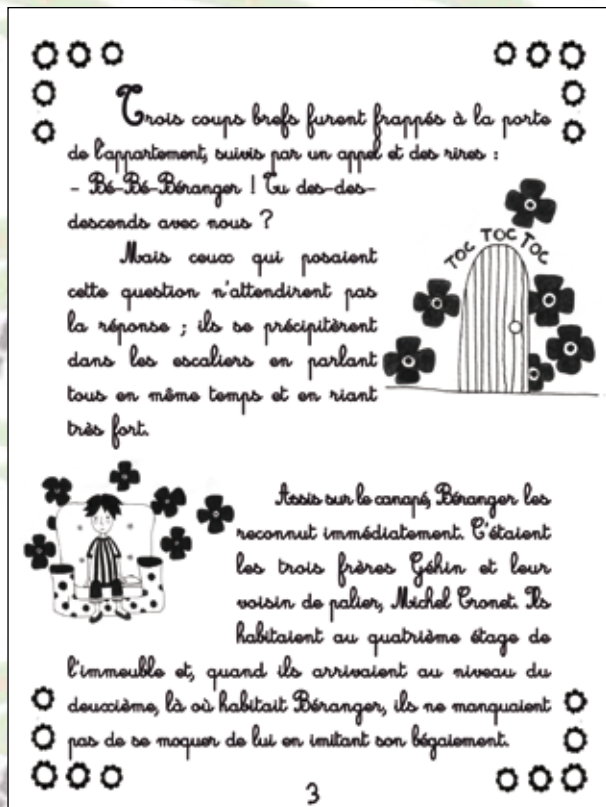 Trois coups brefs furent frappés à la porte
de l'appartement, suivis par un appel et des rires :
- Bé-Bé-Béranger ! Tu des-des-
descends avec nous ?
TOC TOC TOC
Mais ceux qui posaient
cette question n'attendirent pas
la réponse ; ils se précipitèrent
dans les escaliers en parlant
tous en même temps et en riant
très fort.
Assis sur le canapé, Béranger les
reconnut immédiatement. C'étaient
les trois frères Géhin et leur
voisin de palier, Michel Cronet. Ils
habitaient au quatrième étage de
l'immeuble et, quand ils arrivaient au niveau du
deuxième, là où habitait Béranger, ils ne manquaient
pas de se moquer de lui en imitant son bégaiement.
3